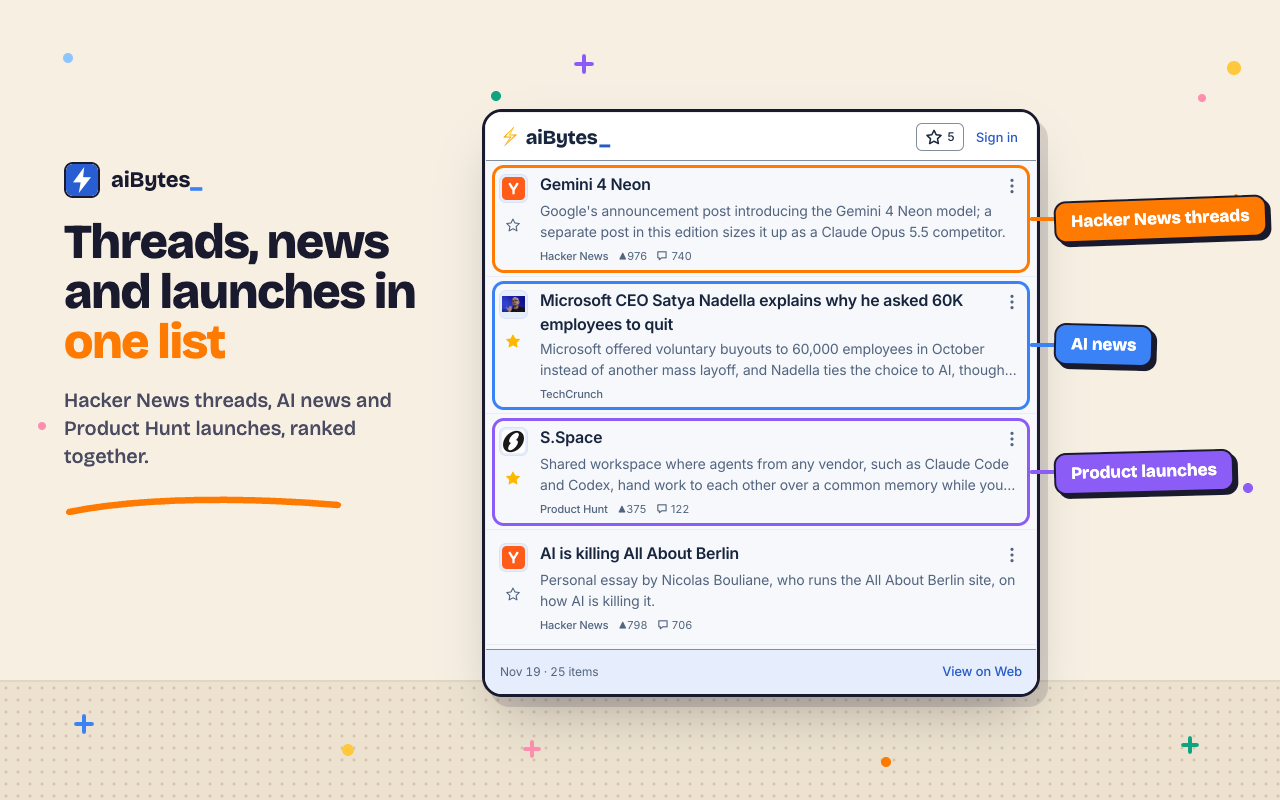 aiBytes_
Threads, news
and launches in
one list
Hacker News threads, AI news and
Product Hunt launches, ranked
together.
aiBytes_
5
Sign in
Gemini 4 Neon
Google's announcement post introducing the Gemini 4 Neon model; a
separate post in this edition sizes it up as a Claude Opus 5.5 competitor.
Hacker News ▲976 740
Microsoft CEO Satya Nadella explains why he asked 60K
employees to quit
Microsoft offered voluntary buyouts to 60,000 employees in October
instead of another mass layoff, and Nadella ties the choice to AI, though...
TechCrunch
S.Space
Shared workspace where agents from any vendor, such as Claude Code
and Codex, hand work to each other over a common memory while you...
Product Hunt ▲375 122
AI is killing All About Berlin
Personal essay by Nicolas Bouliane, who runs the All About Berlin site, on
how AI is killing it.
Hacker News ▲798 706
Nov 19 · 25 items
View on Web
Hacker News threads
AI news
Product launches